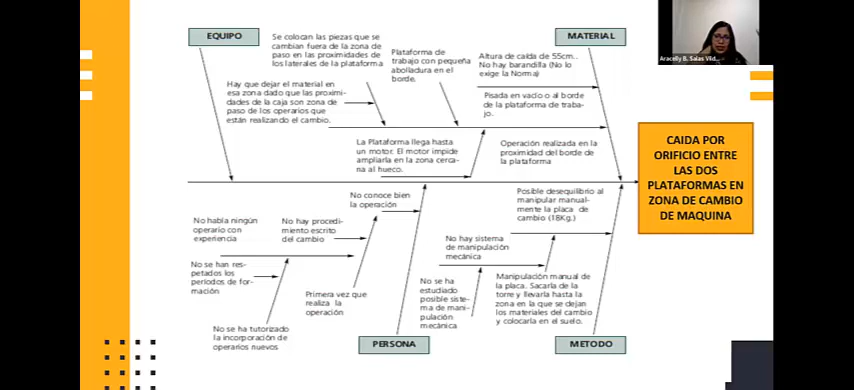 EQUIPO
Se colocan las piezas que se
cambian fuera de la zona de
paso en las proximidades de
los laterales de la plataforma
Plataforma de
trabajo con pequeña
abolladura en el
borde.
MATERIAL
Altura de caída de 55cm..
No hay barandilla (No lo
exige la Norma)
Hay que dejar el material en
esa zona dado que las proximi-
dades de la caja son zona de
paso de los operarios que
están realizando el cambio.
Pisada en vacío o al borde
de la plataforma de traba-
jo.
La Plataforma llega hasta
un motor. El motor impide
ampliarla en la zona cerca-
na al hueco.
Operación realizada en la
proximidad del borde de
la plataforma
CAIDA POR
ORIFICIO ENTRE
LAS DOS
PLATAFORMAS EN
ZONA DE CAMBIO
DE MAQUINA
No conoce bien
la operación
Posible desequilibrio al
manipular manual-
mente la placa de
cambio (18Kg.)
No habla ningún
operario con
experiencia
No hay procedi-
miento escrito
del cambio
No hay sistema
de manipulación
mecánica
No se han res-
petados los
períodos de for-
mación
Primera vez que
realiza la
operación
No se ha
estudiado
posible siste-
ma de mani-
pulación
mecánica.
Manipulación manual de
la placa. Sacarla de la
torre y llevarla hasta la
zona en la que se dejan
los materiales del cambio
y colocarla en el suelo.
No se ha tutorizado
la incorporación de
operarios nuevos
PERSONA
METODO
Aracelly B. Salas Vild...